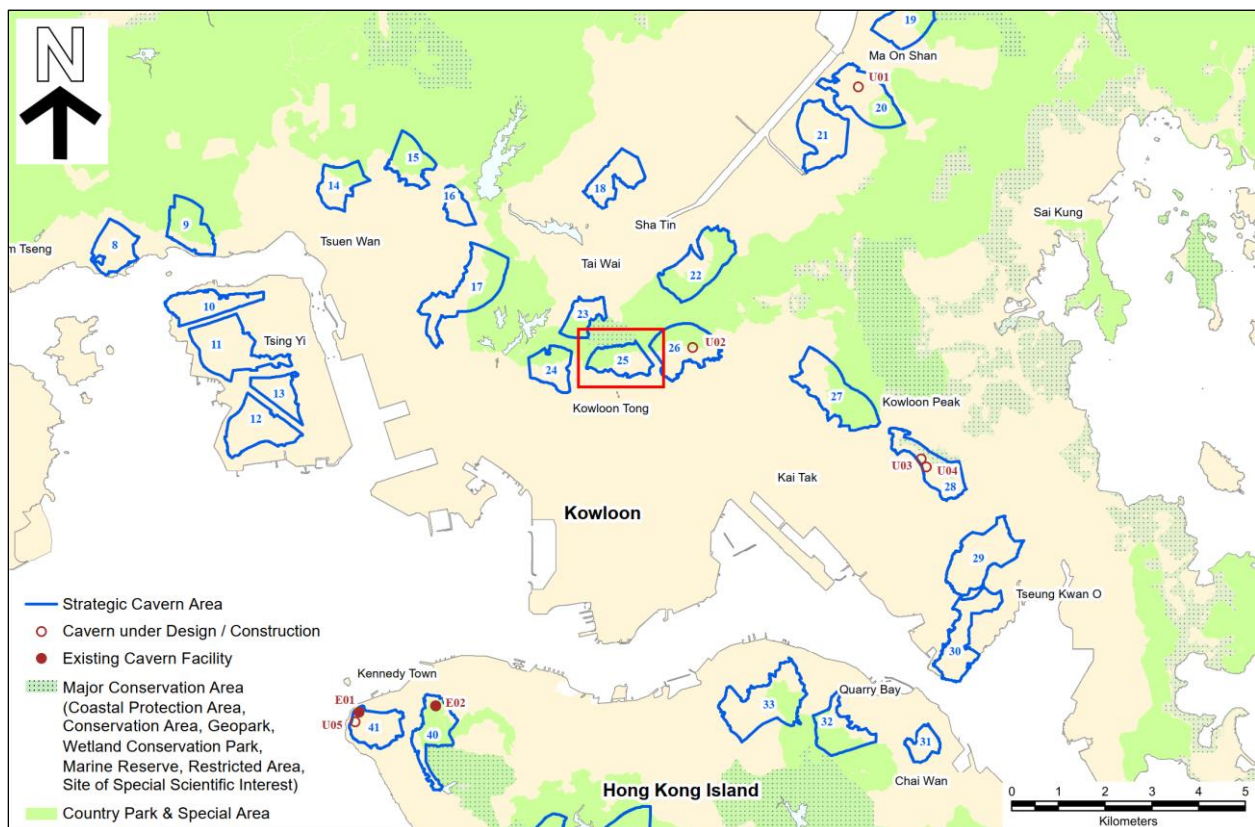 N
19
Ma On Shan
U01
20
21
15
14
16
18
Sai Kung
9
8
Tsuen Wan
Sha Tin
m Tseng
Tai Wai
22
17
10
23
11
Tsing Yi
26
U02
25
24
13
Kowloon Tong
27
Kowloon Peak
12
U03
U04
28
Kai Tak
Kowloon
29
Tseung Kwan O
30
Strategic Cavern Area
Cavern under Design / Construction
Existing Cavern Facility
Major Conservation Area
(Coastal Protection Area,
Conservation Area, Geopark,
Wetland Conservation Park,
Marine Reserve, Restricted Area,
Site of Special Scientific Interest)
Country Park & Special Area
Kennedy Town
E01
E02
U05
41
40
Quarry Bay
33
32
31
Chai Wan
Hong Kong Island
0 1 2 3 4 5
Kilometers